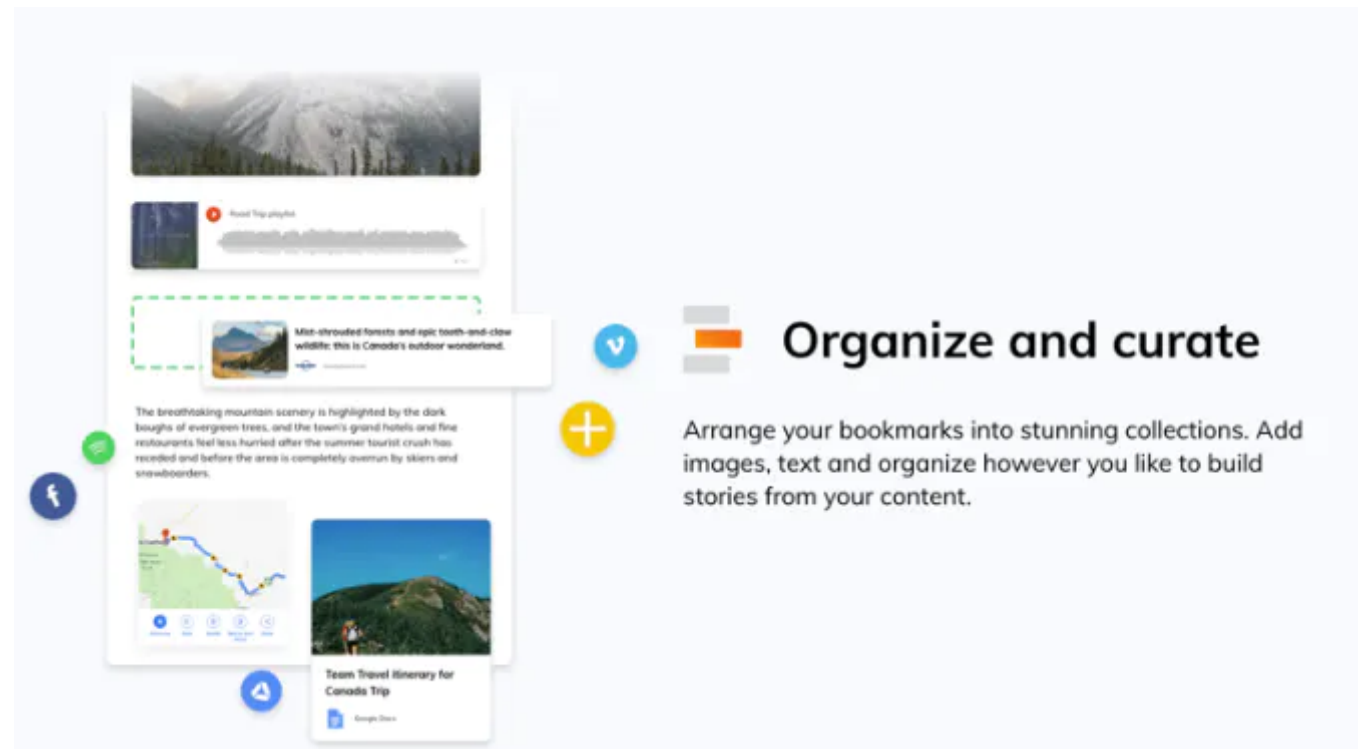 Road Trip playlist
Mist-shrouded forests and epic tooth-and-claw
wildlife: this is Canada's outdoor wonderland.
The breathtaking mountain scenery is highlighted by the dark
boughs of evergreen trees, and the town's grand hotels and fine
restaurants feel less hurried after the summer tourist crush has
receded and before the area is completely overrun by skiers and
snowboarders.
Team Travel Itinerary for
Canada Trip
Google Docs
Organize and curate
Arrange your bookmarks into stunning collections. Add
images, text and organize however you like to build
stories from your content.